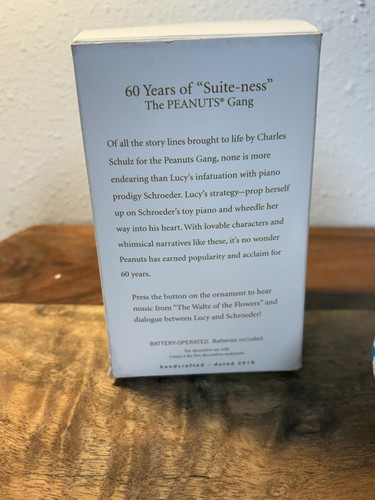 60 Years of “Suite-ness”
The PEANUTS® Gang
Of all the story lines brought to life by Charles
Schulz for the Peanuts Gang, none is more
endearing than Lucy's infatuation with piano
prodigy Schroeder. Lucy's strategy—prop herself
up on Schroeder's toy piano and wheedle her
way into his heart. With lovable characters and
whimsical narratives like these, it's no wonder
Peanuts has earned popularity and acclaim for
60 years.
Press the button on the ornament to hear
music from “The Waltz of the Flowers” and
dialogue between Lucy and Schroeder!
BATTERY-OPERATED. Batteries included.
For decorative use only.
handcrafted - dated 2010